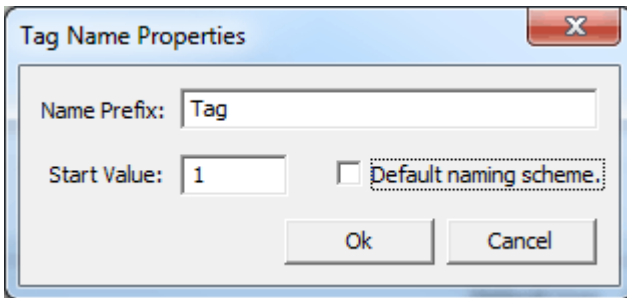 Tag Name Properties
Name Prefix: Tag
Start Value: 1 Default naming scheme.
Ok Cancel